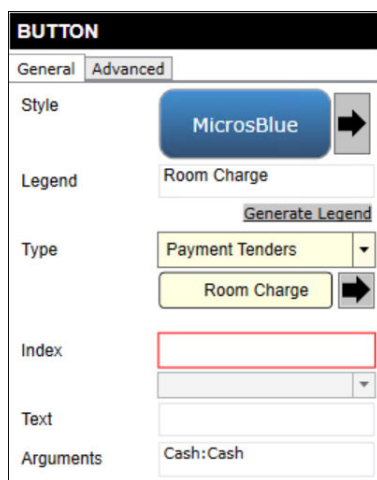 BUTTON
General Advanced
Style MicrosBlue
Legend Room Charge
Generate Legend
Type Payment Tenders
Room Charge
Index
Text
Arguments Cash:Cash